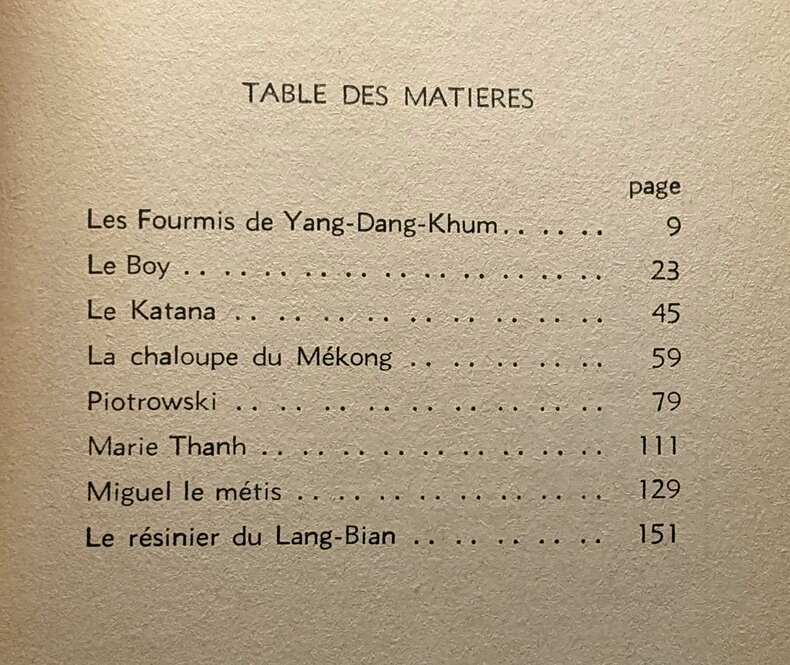 TABLE DES MATIERES
page
Les Fourmis de Yang-Dang-Khum.. .. .. 9
Le Boy .. .. .. .. .. .. .. .. .. .. 23
Le Katana .. .. .. .. .. .. .. .. .. 45
La chaloupe du Mékong .. .. .. .. .. 59
Piotrowski .. .. .. .. .. .. .. .. .. 79
Marie Thanh .. .. .. .. .. .. .. .. 111
Miguel le métis .. .. .. .. .. .. .. 129
Le résinier du Lang-Bian .. .. .. .. .. 151